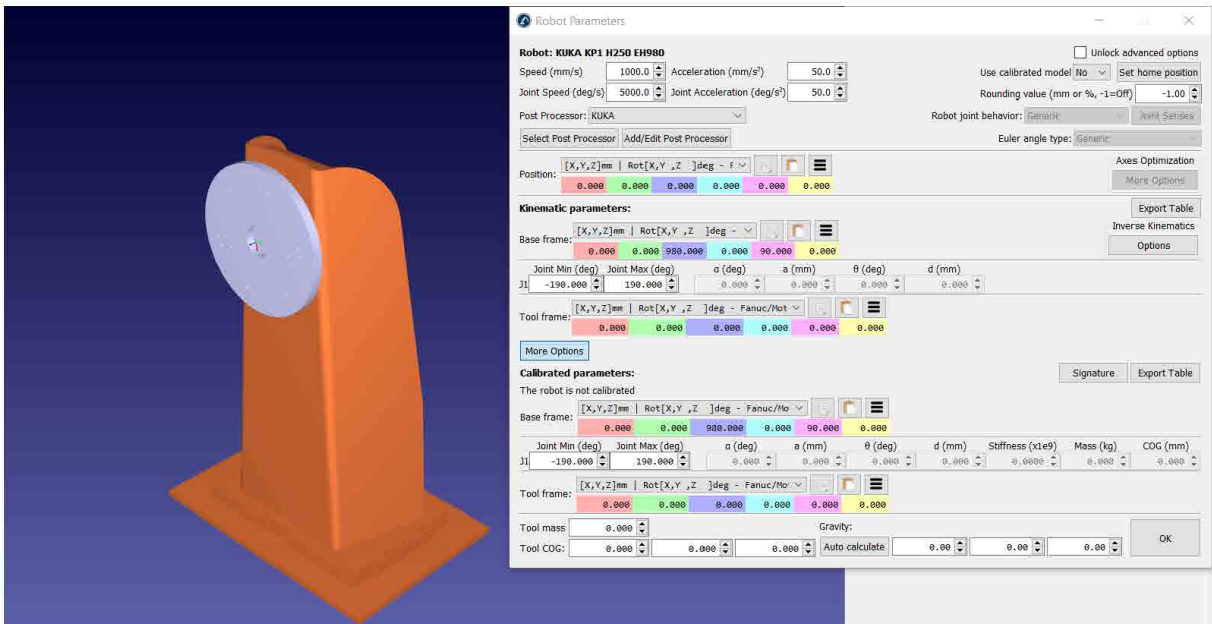 Robot Parameters
Robot: KUKA KP1 H250 EH980
Unlock advanced options
Speed (mm/s) 1000.0 Acceleration (mm/s²) 50.0 Use calibrated model No Set home position
Joint Speed (deg/s) 5000.0 Joint Acceleration (deg/s²) 50.0 Rounding value (mm or %, -1=Off) -1.00
Post Processor: KUKA Robot joint behavior: Generic Joint Senses
Select Post Processor Add/Edit Post Processor Euler angle type: Generic
Position: [X,Y,Z]mm | Rot[X,Y ,Z ]deg - F Axes Optimization
0.000 0.000 0.000 0.000 0.000 0.000 More Options
Kinematic parameters: Export Table
Base frame: [X,Y,Z]mm | Rot[X,Y ,Z ]deg - Inverse Kinematics
0.000 0.000 980.000 0.000 90.000 0.000 Options
Joint Min (deg) Joint Max (deg) α (deg) a (mm) θ (deg) d (mm)
J1 -190.000 190.000 0.000 0.000 0.000 0.000
Tool frame: [X,Y,Z]mm | Rot[X,Y ,Z ]deg - Fanuc/Mot
0.000 0.000 0.000 0.000 0.000 0.000
More Options
Calibrated parameters: Signature Export Table
The robot is not calibrated
Base frame: [X,Y,Z]mm | Rot[X,Y ,Z ]deg - Fanuc/Mo
0.000 0.000 980.000 0.000 90.000 0.000
Joint Min (deg) Joint Max (deg) α (deg) a (mm) θ (deg) d (mm) Stiffness (x1e9) Mass (kg) COG (mm)
J1 -190.000 190.000 0.000 0.000 0.000 0.000 0.0000 0.000 0.000
Tool frame: [X,Y,Z]mm | Rot[X,Y ,Z ]deg - Fanuc/Mo
0.000 0.000 0.000 0.000 0.000 0.000
Tool mass 0.000 Gravity:
Tool COG: 0.000 0.000 0.000 Auto calculate 0.00 0.00 0.00 OK